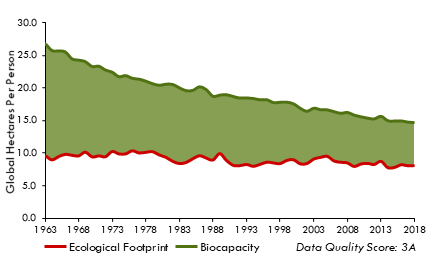 30.0
25.0
20.0
15.0
10.0
5.0
0.0
Global Hectares Per Person
1963 1968 1973 1978 1983 1988 1993 1998 2003 2008 2013 2018
Ecological Footprint Biocapacity Data Quality Score: 3A